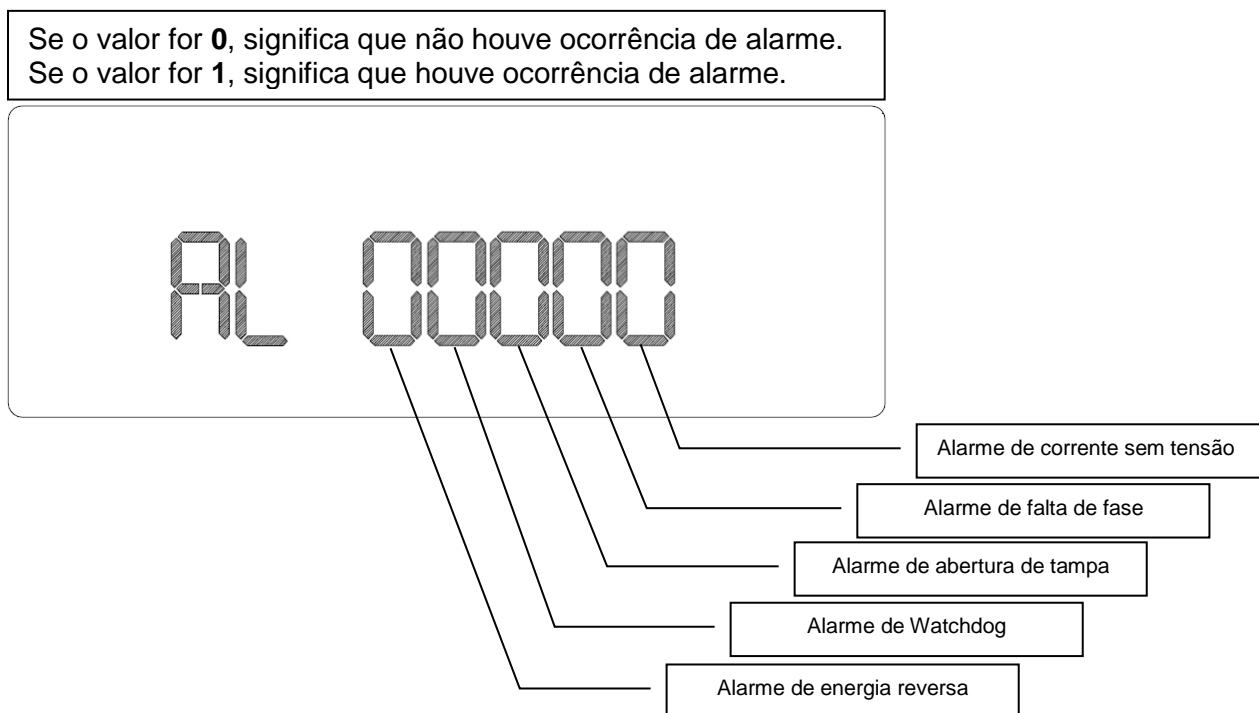 Se o valor for 0, significa que não houve ocorrência de alarme.
Se o valor for 1, significa que houve ocorrência de alarme.
AL 00000
Alarme de corrente sem tensão
Alarme de falta de fase
Alarme de abertura de tampa
Alarme de Watchdog
Alarme de energia reversa